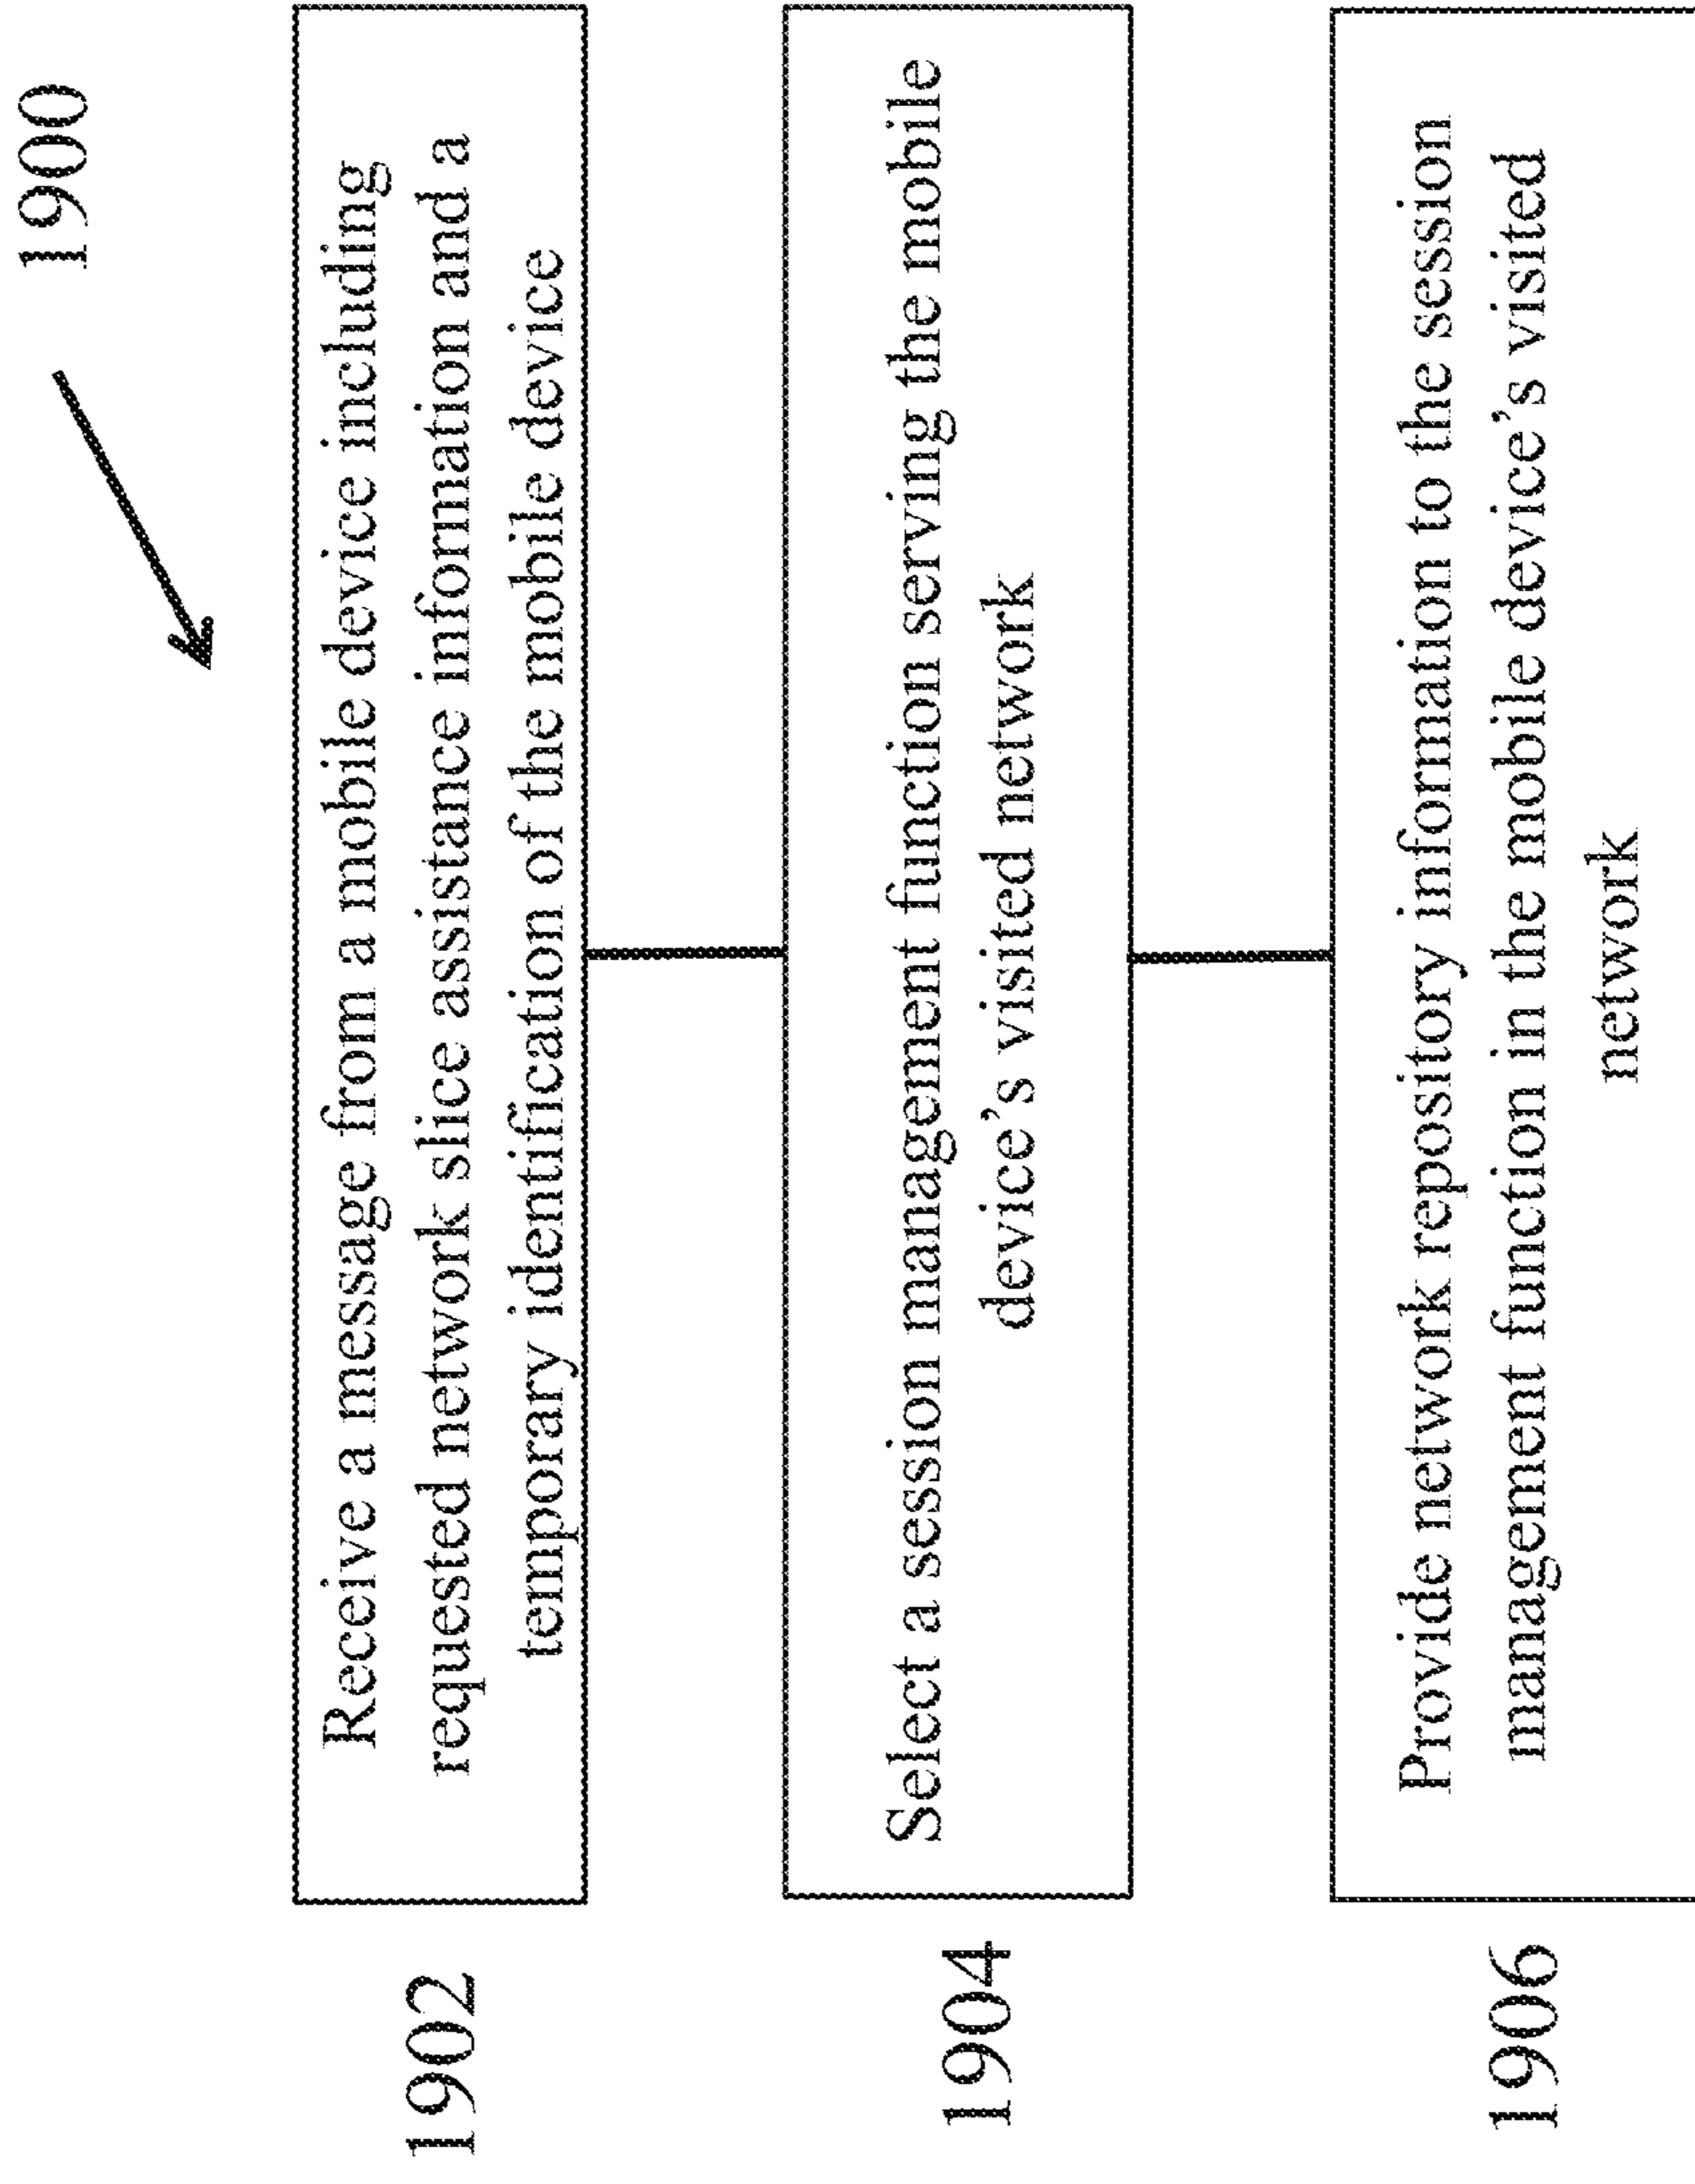 1900
1902
Receive a message from a mobile device including
requested network slice assistance information and a
temporary identification of the mobile device
1904
Select a session management function serving the mobile
device’s visited network
1906
Provide network repository information to the session
management function in the mobile device’s visited
network